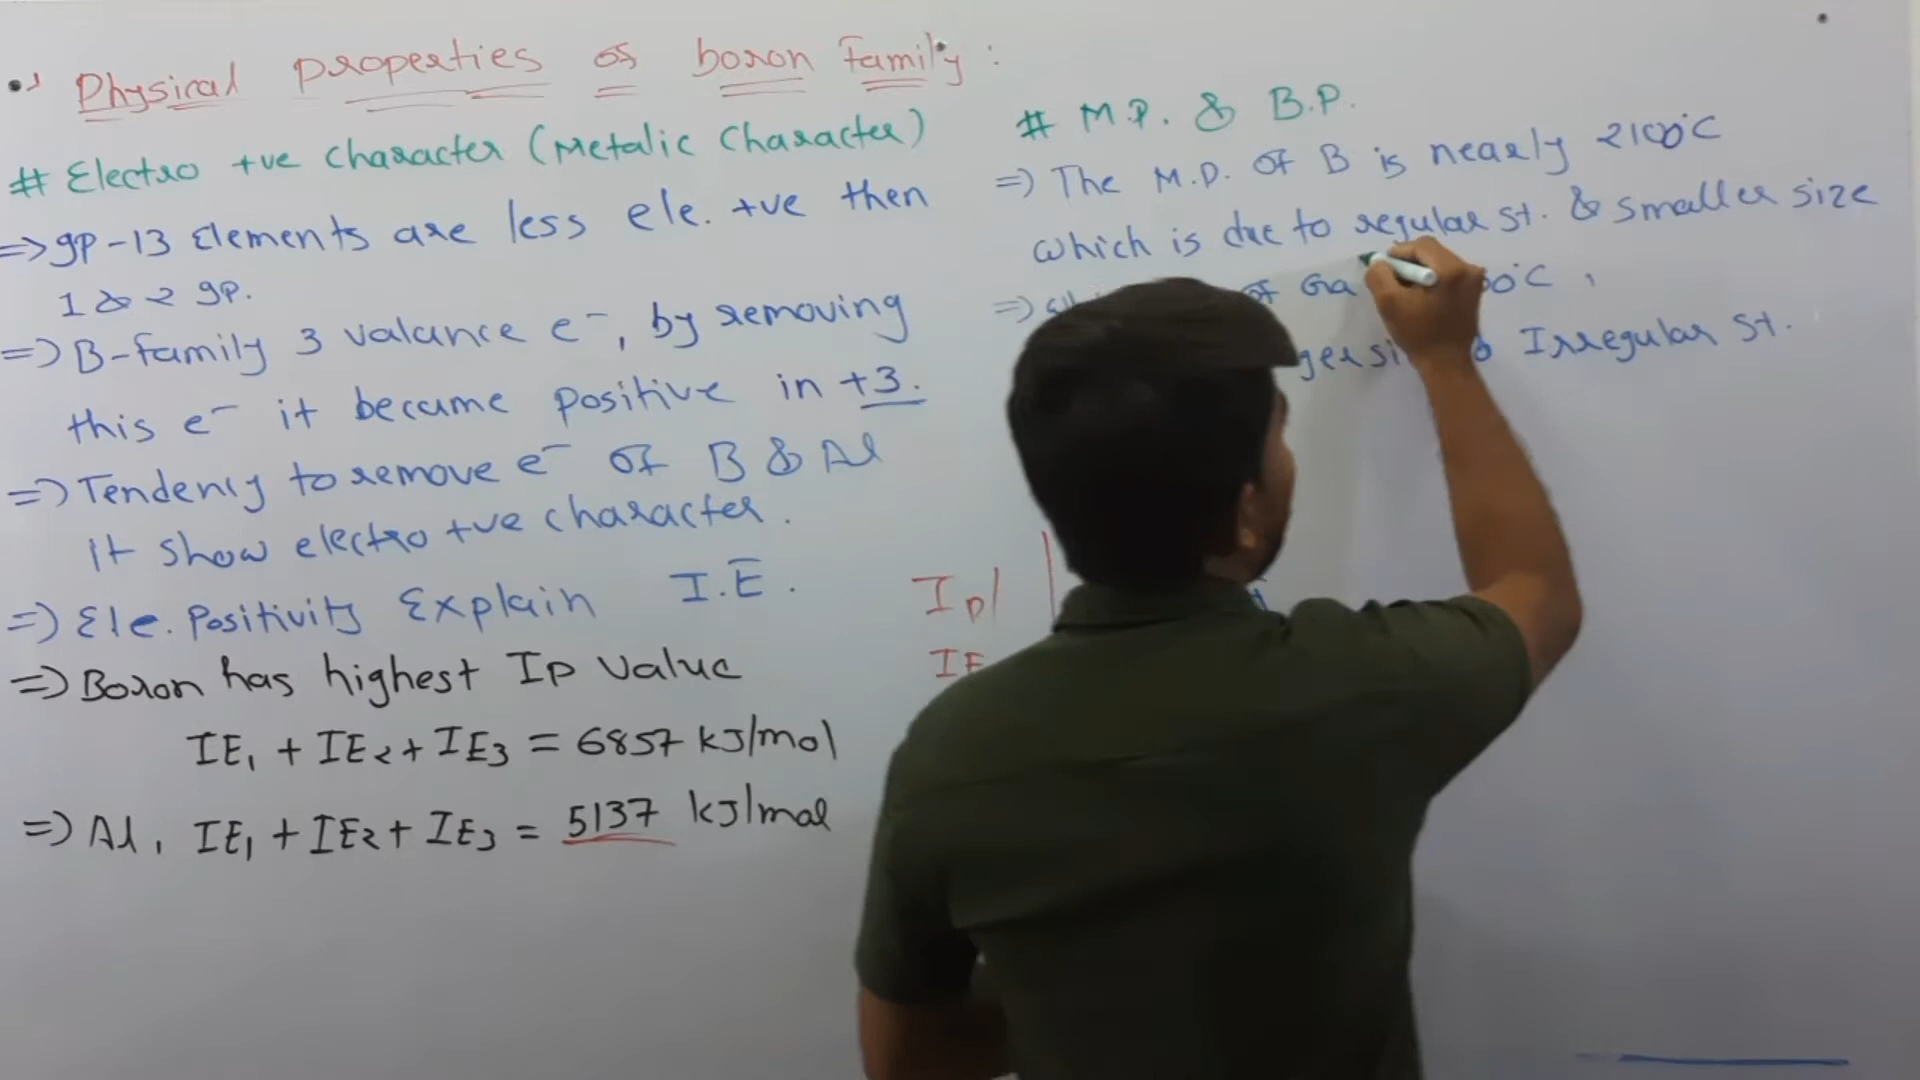 Physical properties of boron Family :
# Electro +ve character (Metalic Character)
=> gp-13 Elements are less ele. +ve then
1 & 2 gp.
=> B-family 3 valance e⁻, by removing
this e⁻ it became positive in +3.
=> Tendency to remove e⁻ of B & Al
it show electro +ve character.
=> Ele. Positivity Explain I.E.
=> Boron has highest Ip value
IE₁ + IE₂ + IE₃ = 6857 kJ/mol
=> Al, IE₁ + IE₂ + IE₃ = 5137 kJ/mol
# M.P. & B.P.
=> The M.P. of B is nearly 2100°C
which is due to regular st. & smaller size
=> of Ga
& Irregular st.
Ip
IE